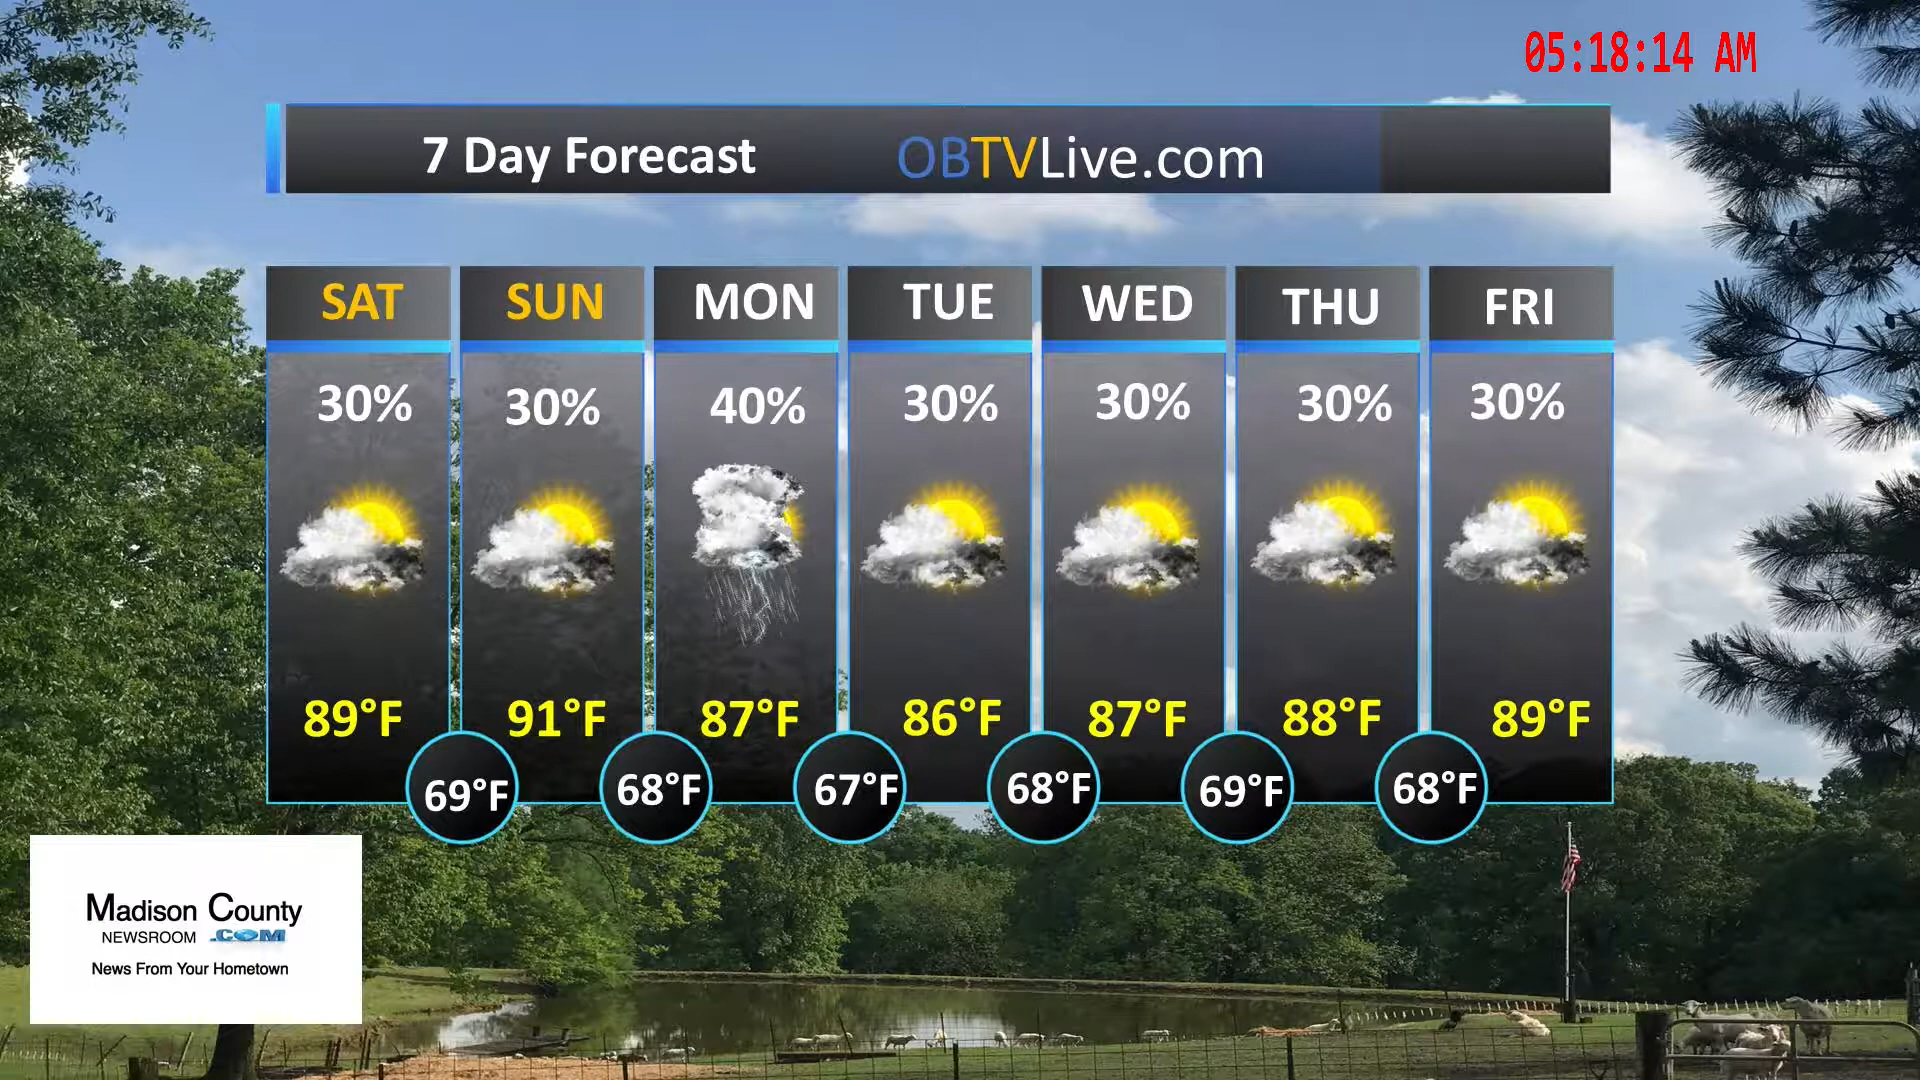 05:18:14 AM
7 Day Forecast OBTVLive.com
SAT SUN MON TUE WED THU FRI
30% 30% 40% 30% 30% 30% 30%
89°F 91°F 87°F 86°F 87°F 88°F 89°F
69°F 68°F 67°F 68°F 69°F 68°F
Madison County
NEWSROOM .COM
News From Your Hometown